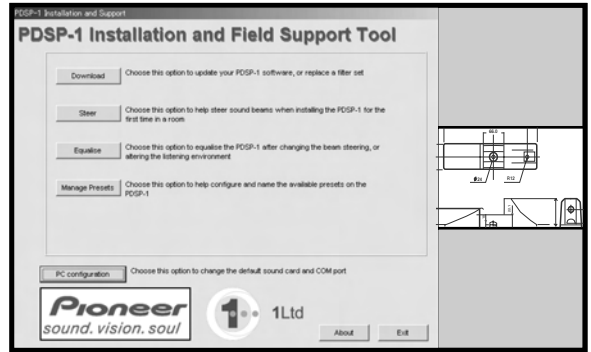 PDSP-1 Installation and Support
PDSP-1 Installation and Field Support Tool
Download
Choose this option to update your PDSP-1 software, or replace a filter set
Steer
Choose this option to help steer sound beams when installing the PDSP-1 for the
first time in a room
Equalise
Choose this option to equalise the PDSP-1 after changing the beam steering, or
altering the listening environment
Manage Presets
Choose this option to help configure and name the available presets on the
PDSP-1
PC configuration
Choose this option to change the default sound card and COM port
Pioneer
sound. vision. soul
1
1Ltd
About
Exit
R12